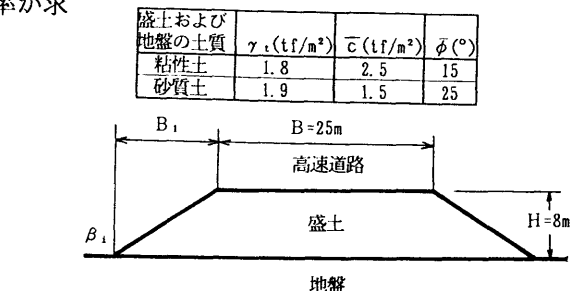 率が求
盛土および
地盤の土質 γt(tf/m²) c̄(tf/m²) φ̄(°)
粘性土 1.8 2.5 15
砂質土 1.9 1.5 25
B₁ B=25m
高速道路
盛土
H=8m
β₁
地盤